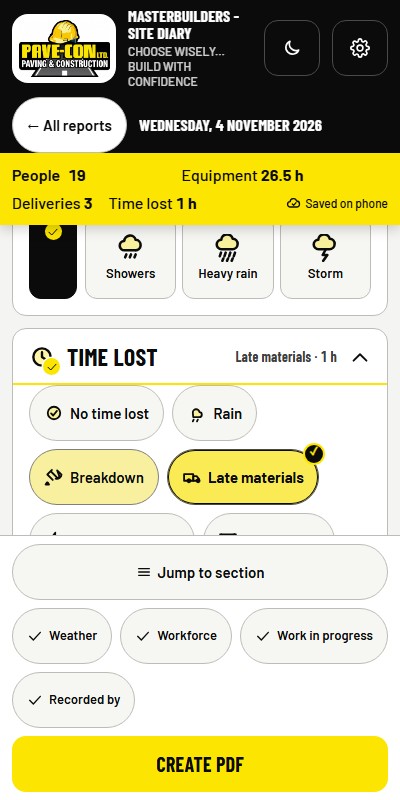 PAVE-CON LTD.
PAVING & CONSTRUCTION
MASTERBUILDERS -
SITE DIARY
CHOOSE WISELY...
BUILD WITH
CONFIDENCE
← All reports
WEDNESDAY, 4 NOVEMBER 2026
People 19
Equipment 26.5 h
Deliveries 3
Time lost 1 h
Saved on phone
Showers
Heavy rain
Storm
TIME LOST
Late materials · 1 h
No time lost
Rain
Breakdown
Late materials
Jump to section
Weather
Workforce
Work in progress
Recorded by
CREATE PDF